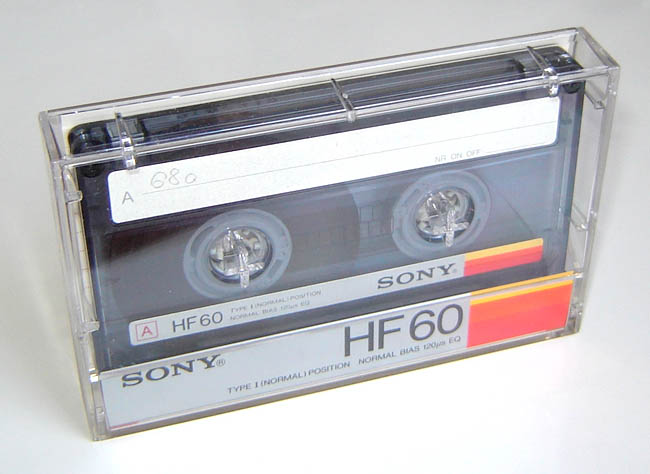 A 680
NR ON OFF
SONY®
A HF60 TYPE I (NORMAL) POSITION
NORMAL BIAS 120μs EQ
SONY® HF60
TYPE I (NORMAL) POSITION NORMAL BIAS 120μs EQ